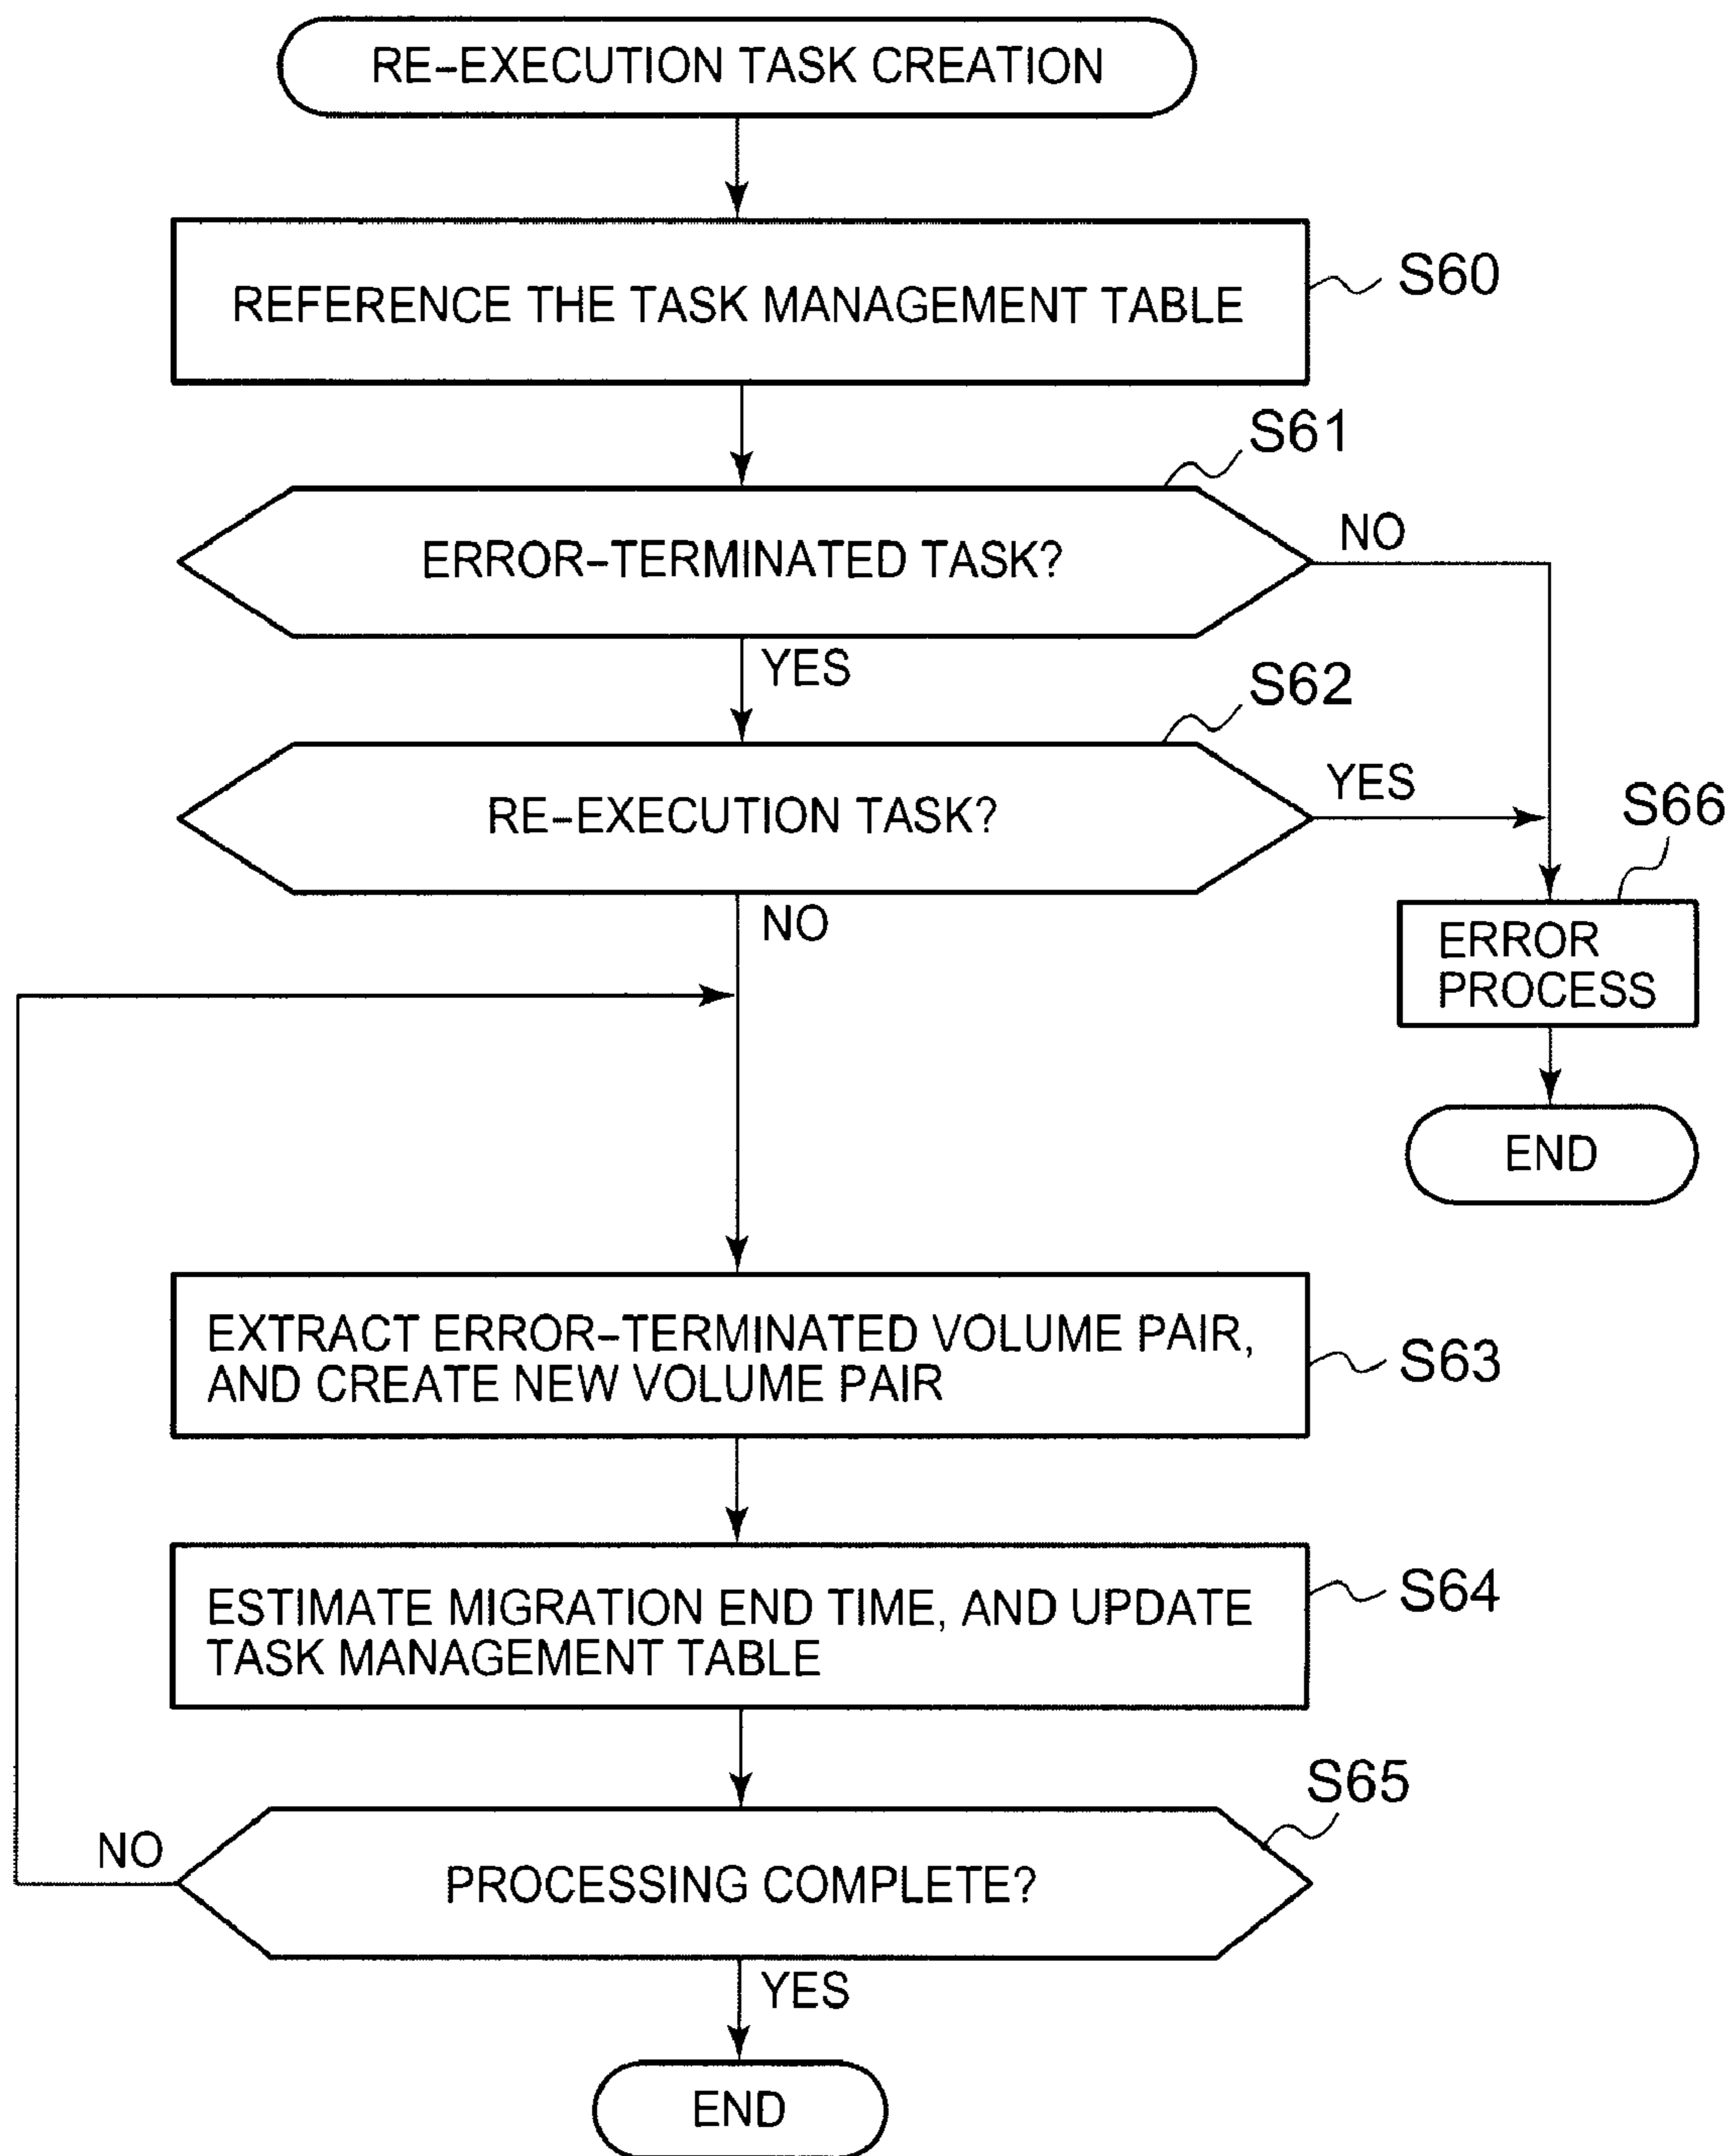 RE-EXECUTION TASK CREATION
REFERENCE THE TASK MANAGEMENT TABLE
S60
S61
ERROR-TERMINATED TASK?
NO
YES
S62
RE-EXECUTION TASK?
YES
NO
S66
ERROR
PROCESS
END
EXTRACT ERROR-TERMINATED VOLUME PAIR,
AND CREATE NEW VOLUME PAIR
S63
ESTIMATE MIGRATION END TIME, AND UPDATE
TASK MANAGEMENT TABLE
S64
S65
PROCESSING COMPLETE?
NO
YES
END